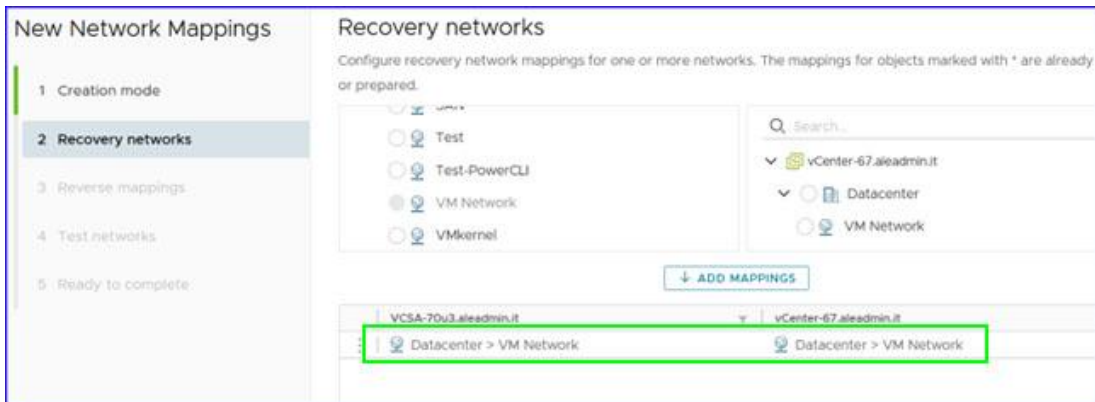 New Network Mappings
1 Creation mode
2 Recovery networks
3 Reverse mappings
4 Test networks
5 Ready to complete
Recovery networks
Configure recovery network mappings for one or more networks. The mappings for objects marked with * are already
or prepared.
SAN
Test
Test-PowerCLI
VM Network
VMkernel
Search...
vCenter-67.aleadmin.it
Datacenter
VM Network
ADD MAPPINGS
VCSA-70u3.aleadmin.it vCenter-67.aleadmin.it
Datacenter > VM Network Datacenter > VM Network